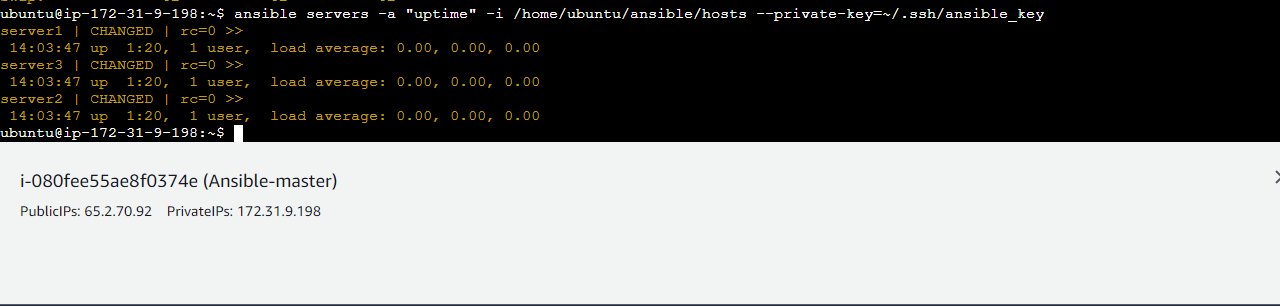 ubuntu@ip-172-31-9-198:~$ ansible servers -a "uptime" -i /home/ubuntu/ansible/hosts --private-key=~/.ssh/ansible_key
server1 | CHANGED | rc=0 >>
 14:03:47 up  1:20,  1 user,  load average: 0.00, 0.00, 0.00
server3 | CHANGED | rc=0 >>
 14:03:47 up  1:20,  1 user,  load average: 0.00, 0.00, 0.00
server2 | CHANGED | rc=0 >>
 14:03:47 up  1:20,  1 user,  load average: 0.00, 0.00, 0.00
ubuntu@ip-172-31-9-198:~$
i-080fee55ae8f0374e (Ansible-master)
PublicIPs: 65.2.70.92    PrivateIPs: 172.31.9.198